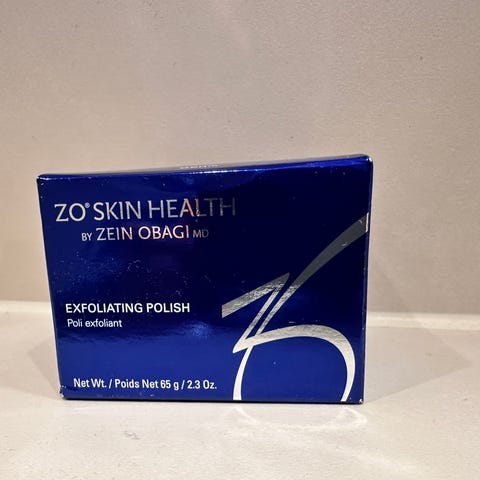 ZO® SKIN HEALTH
BY ZEIN OBAGI MD
EXFOLIATING POLISH
Poli exfoliant
Net Wt. / Poids Net 65 g / 2.3 Oz.